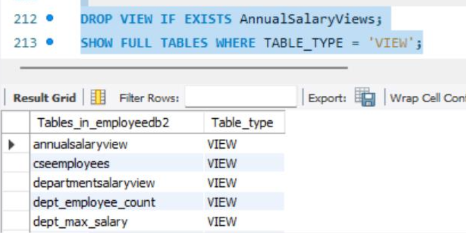 212 DROP VIEW IF EXISTS AnnualSalaryViews;
213 SHOW FULL TABLES WHERE TABLE_TYPE = 'VIEW';
Result Grid Filter Rows: Export: Wrap Cell Cont
Tables_in_employeedb2 Table_type
annualsalaryview VIEW
cseemployees VIEW
departmentsalaryview VIEW
dept_employee_count VIEW
dept_max_salary VIEW